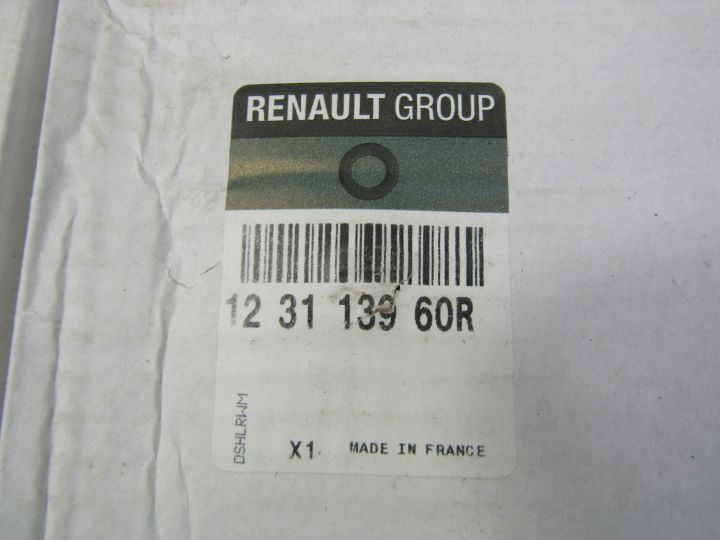 RENAULT GROUP
12 31 139 60R
DSHLRWM
X1 MADE IN FRANCE